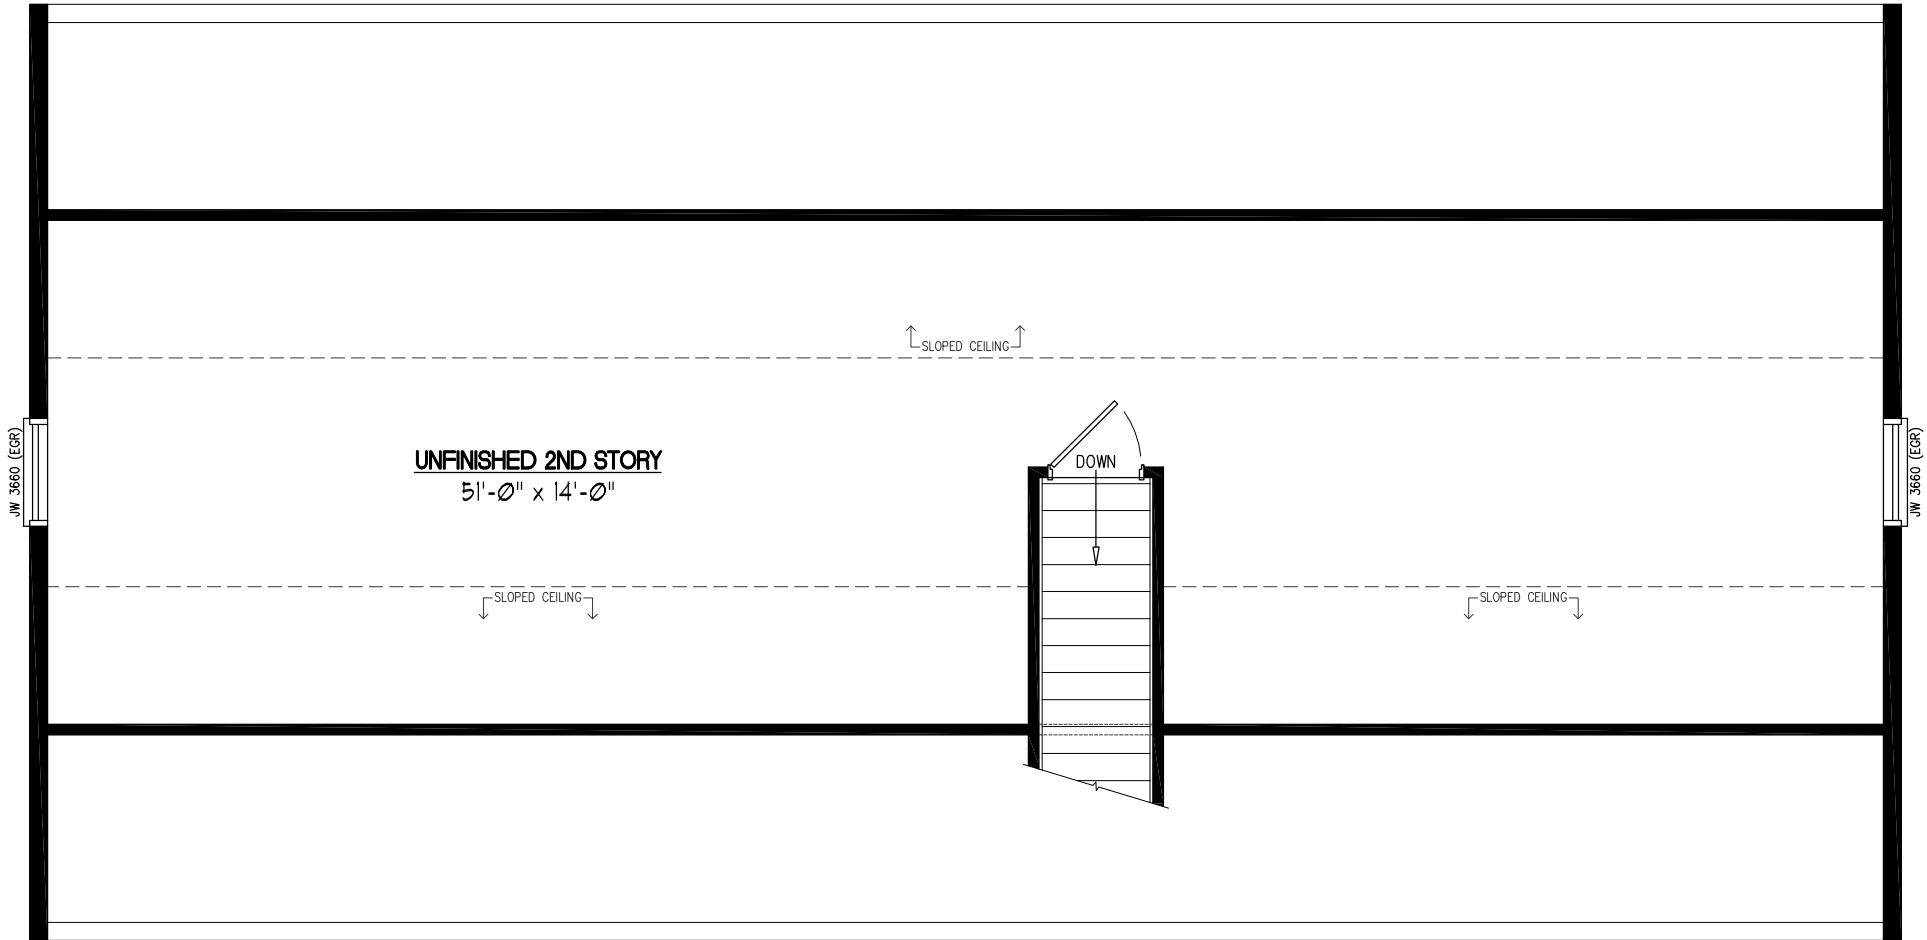 SLOPED CEILING
JW 3660 (EGR)
UNFINISHED 2ND STORY
51'-0" x 14'-0"
DOWN
JW 3660 (EGR)
SLOPED CEILING
SLOPED CEILING